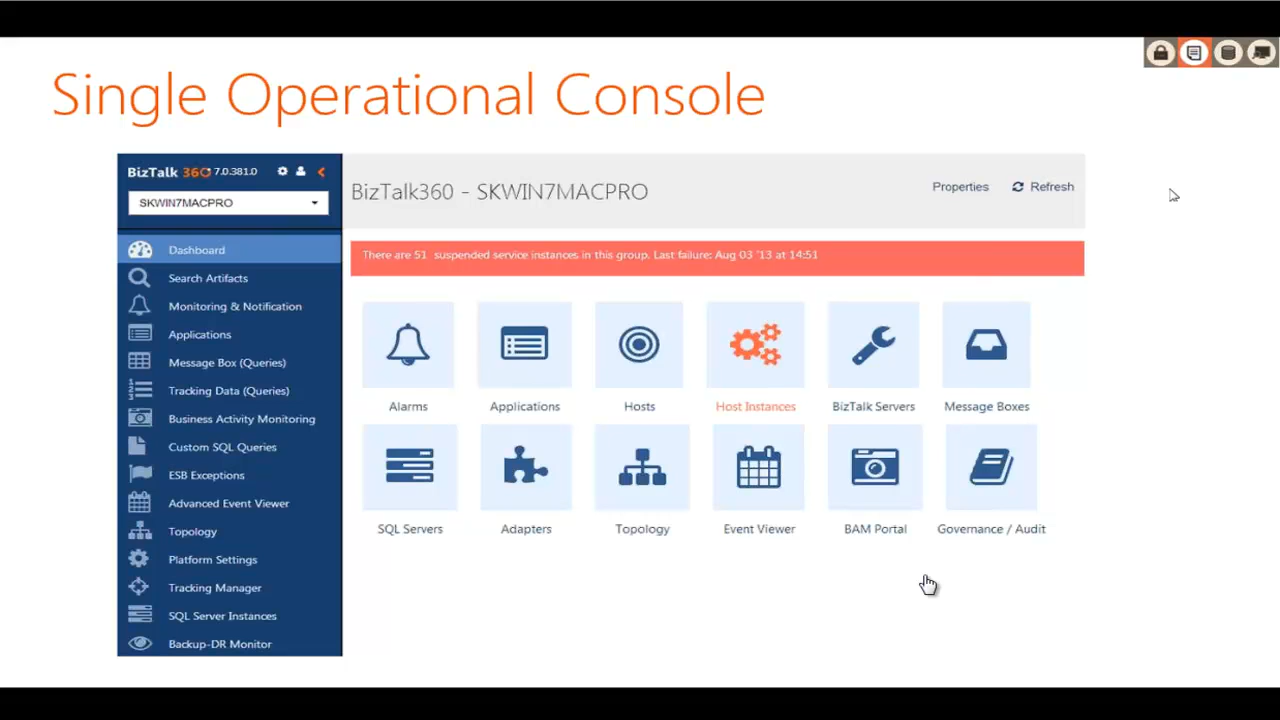 Single Operational Console
BizTalk 360 7.0.381.0
SKWIN7MACPRO
Dashboard
Search Artifacts
Monitoring & Notification
Applications
Message Box (Queries)
Tracking Data (Queries)
Business Activity Monitoring
Custom SQL Queries
ESB Exceptions
Advanced Event Viewer
Topology
Platform Settings
Tracking Manager
SQL Server Instances
Backup-DR Monitor
BizTalk360 - SKWIN7MACPRO
Properties
Refresh
There are 51 suspended service instances in this group. Last failure: Aug 03 '13 at 14:51
Alarms
Applications
Hosts
Host Instances
BizTalk Servers
Message Boxes
SQL Servers
Adapters
Topology
Event Viewer
BAM Portal
Governance / Audit